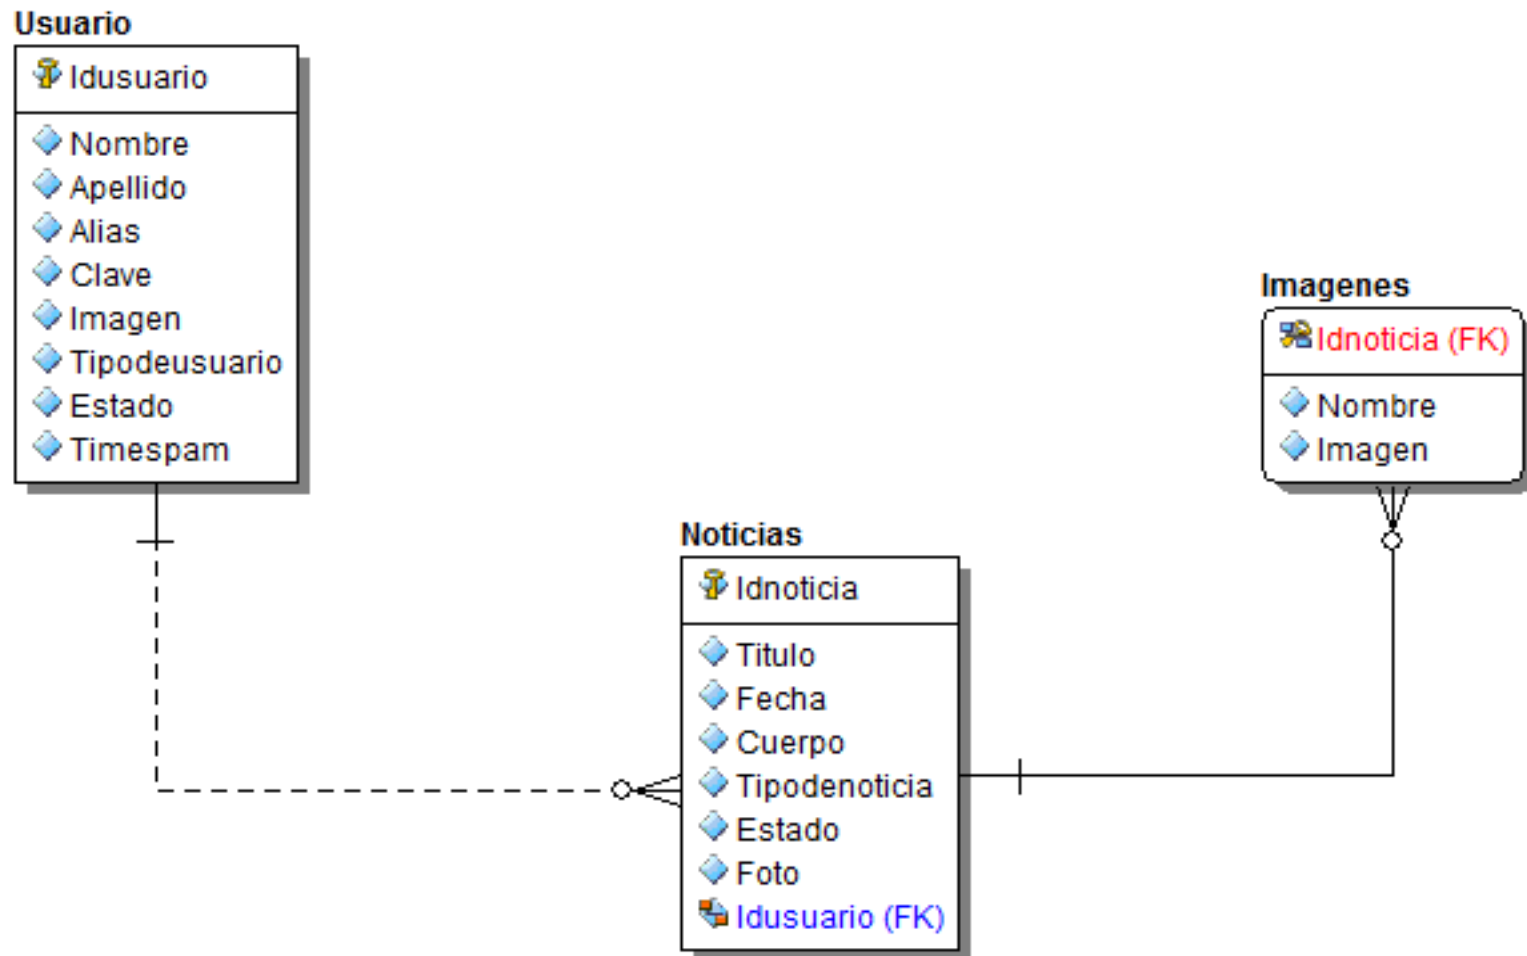 Usuario
Idusuario
Nombre
Apellido
Alias
Clave
Imagen
Tipodeusuario
Estado
Timespam
Imagenes
Idnoticia (FK)
Nombre
Imagen
Noticias
Idnoticia
Titulo
Fecha
Cuerpo
Tipodenoticia
Estado
Foto
Idusuario (FK)